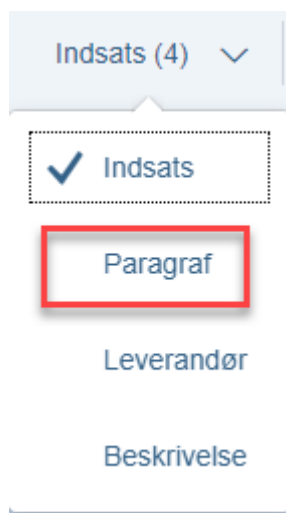 Indsats (4)
Indsats
Paragraf
Leverandør
Beskrivelse